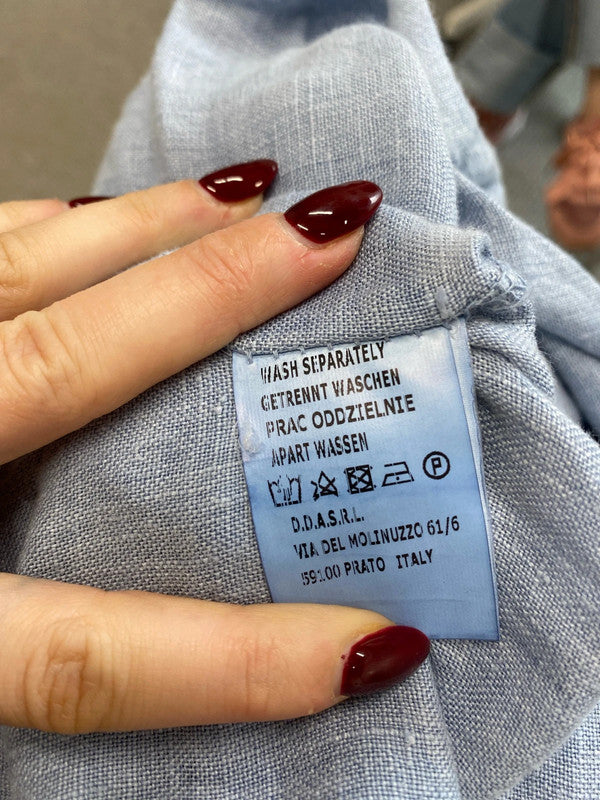 WASH SEPARATELY
GETRENNT WASCHEN
PRAC ODDZIELNIE
APART WASSEN
P
D.D.A.S.R.L.
VIA DEL MOLINUZZO 61/6
59100 PRATO ITALY